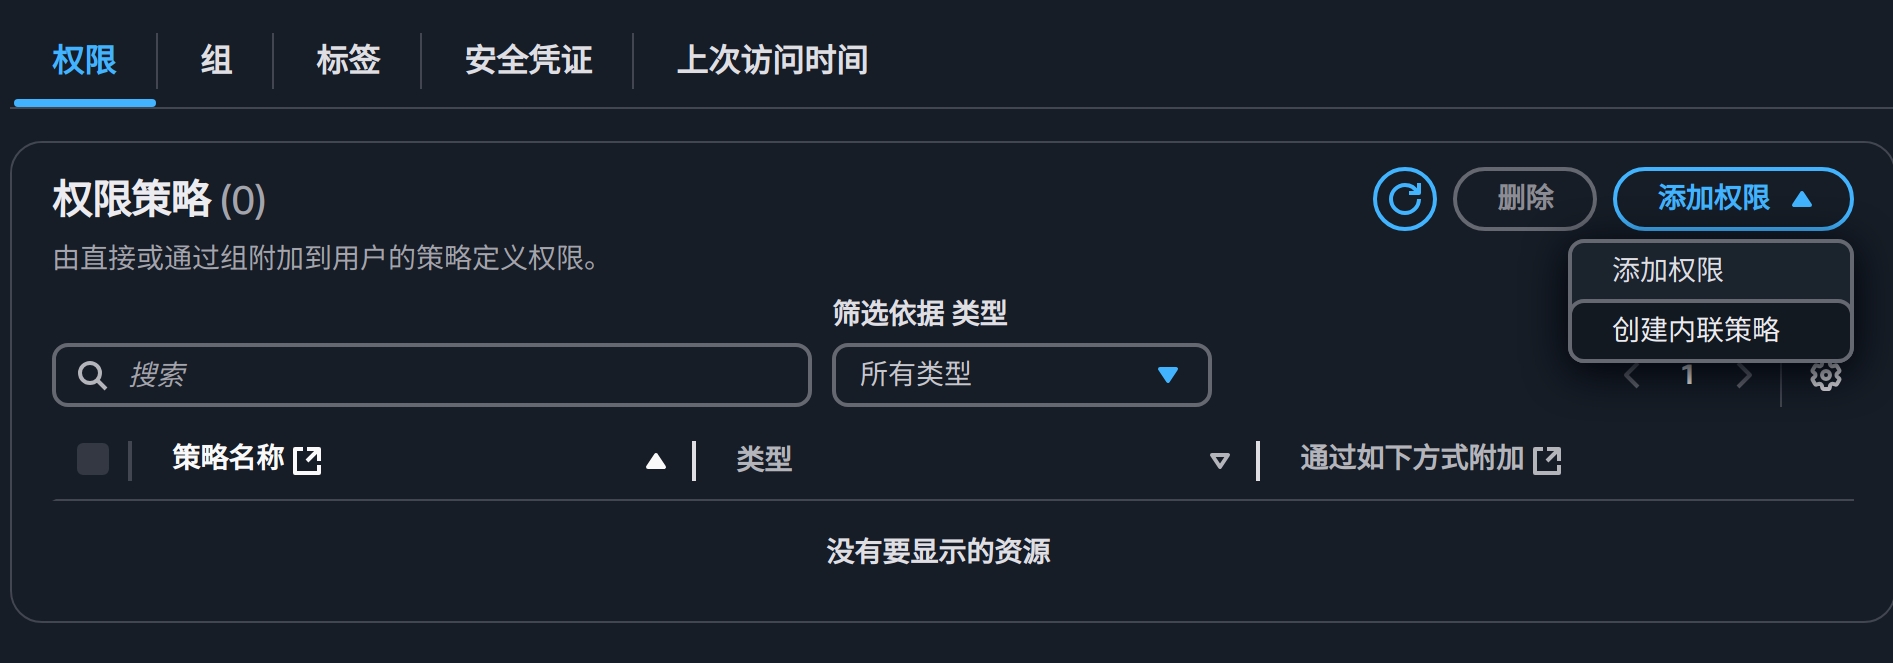 权限
组
标签
安全凭证
上次访问时间
权限策略 (0)
删除
添加权限
由直接或通过组附加到用户的策略定义权限。
添加权限
筛选依据 类型
创建内联策略
搜索
所有类型
1
策略名称
类型
通过如下方式附加
没有要显示的资源